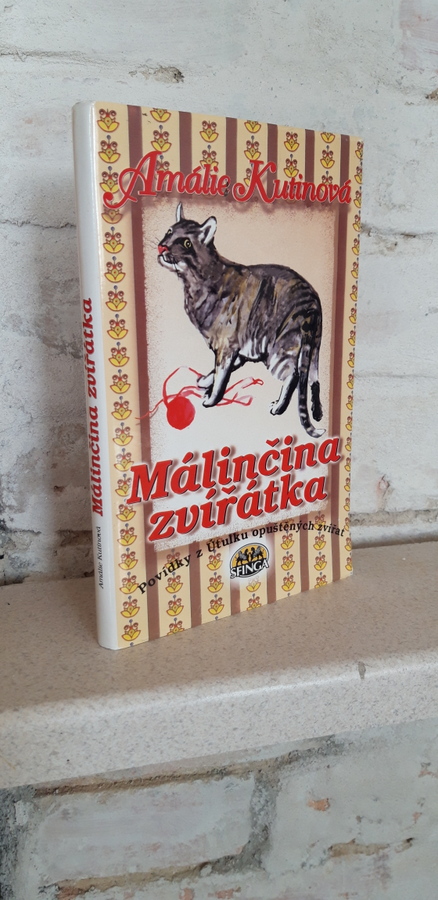 Amálie Kutinová
Málinčina
zvířátka
Povídky z Útulku opuštěných zvířat
SFINGA
Amálie Kutinová Málinčina zvířátka